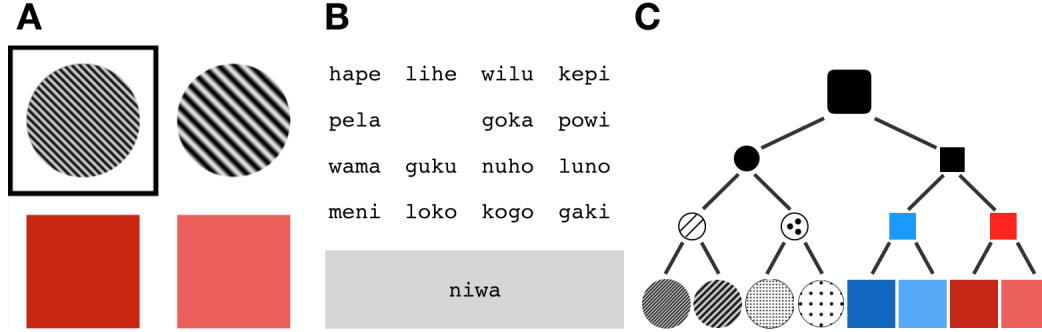 A B C
hape lihe wilu kepi
pela goka powi
wama guku nuho luno
meni loko kogo gaki
niwa